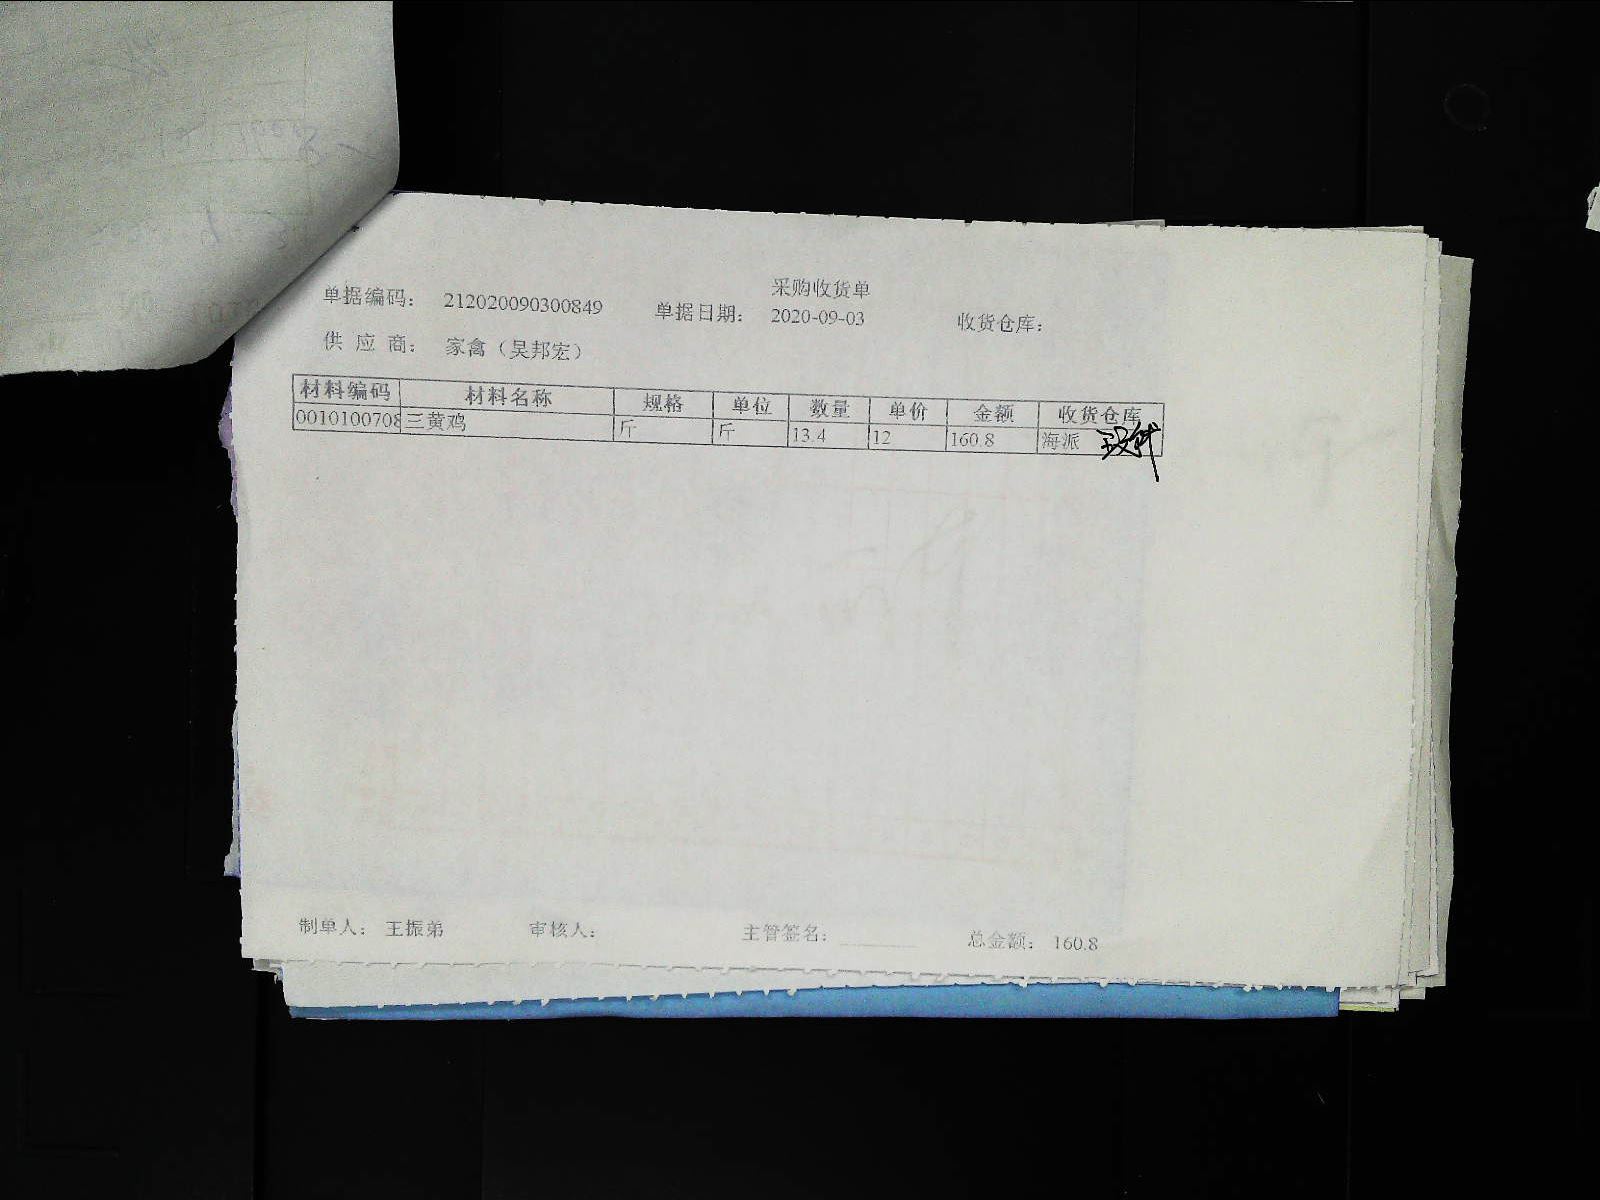 采购收货单
单据编码： 212020090300849 单据日期： 2020-09-03 收货仓库：
供 应 商： 家禽（吴邦宏）
材料编码 材料名称 规格 单位 数量 单价 金额 收货仓库
0010100708 三黄鸡 斤 斤 13.4 12 160.8 海派
制单人： 王振弟 审核人： 主管签名： 总金额： 160.8